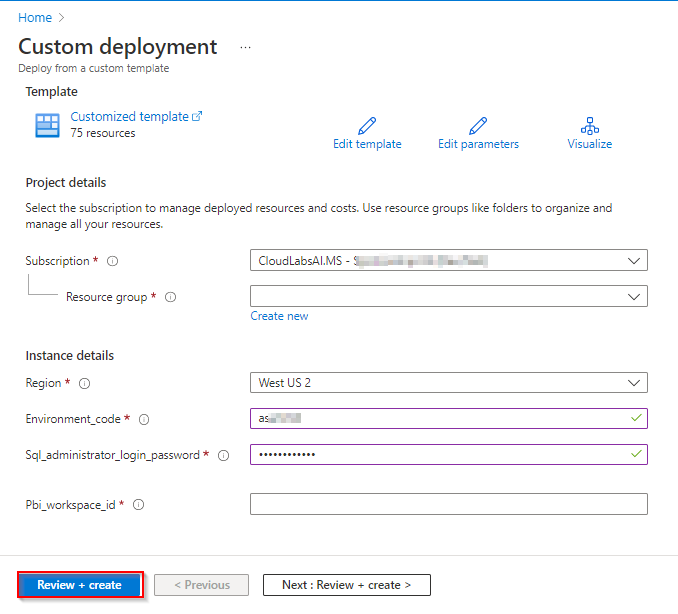 Home >
Custom deployment ...
Deploy from a custom template
Template
Customized template
75 resources
Edit template
Edit parameters
Visualize
Project details
Select the subscription to manage deployed resources and costs. Use resource groups like folders to organize and
manage all your resources.
Subscription *
CloudLabsAI.MS -
Resource group *
Create new
Instance details
Region *
West US 2
Environment_code *
as
Sql_administrator_login_password *
••••••••••••
Pbi_workspace_id *
Review + create
< Previous
Next : Review + create >